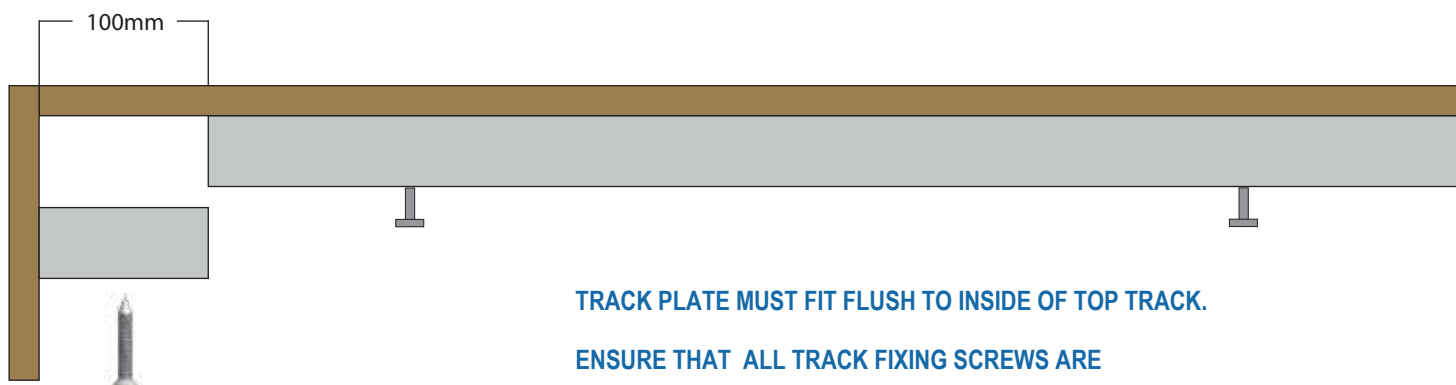 100mm
TRACK PLATE MUST FIT FLUSH TO INSIDE OF TOP TRACK.
ENSURE THAT ALL TRACK FIXING SCREWS ARE